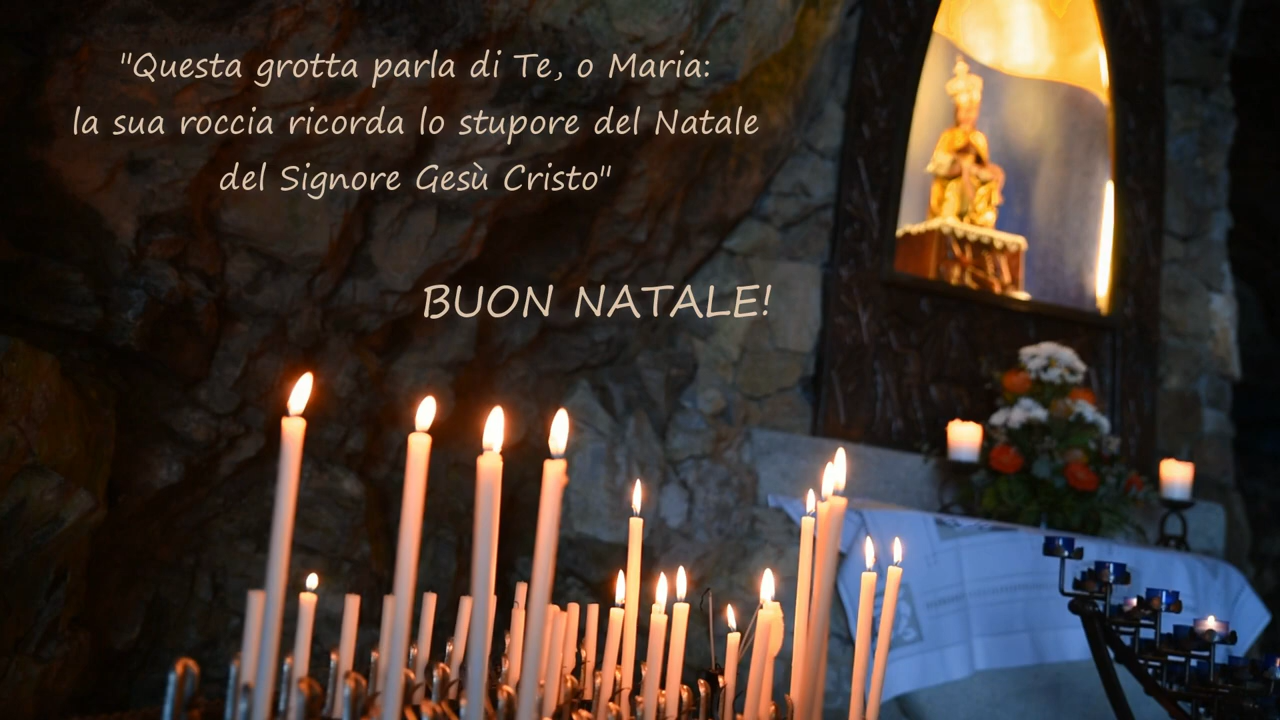 "Questa grotta parla di Te, o Maria:
la sua roccia ricorda lo stupore del Natale
del Signore Gesù Cristo"
BUON NATALE!